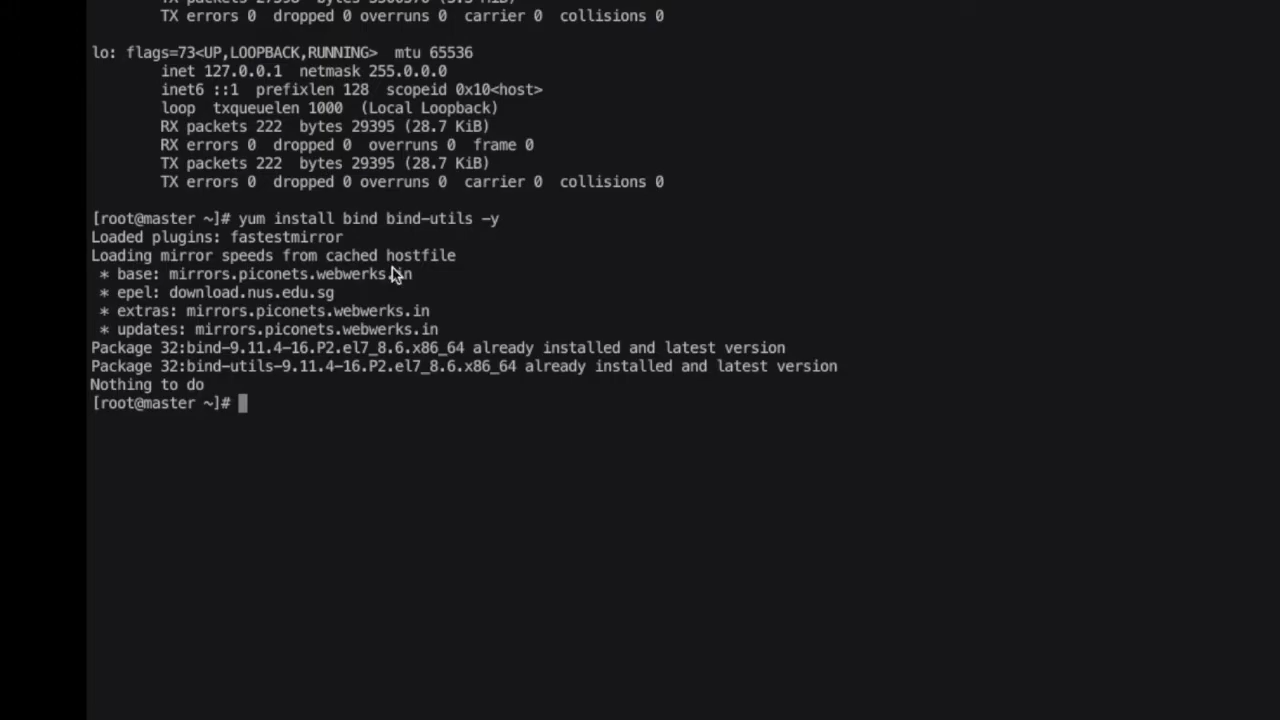 TX errors 0  dropped 0 overruns 0  carrier 0  collisions 0
lo: flags=73<UP,LOOPBACK,RUNNING>  mtu 65536
inet 127.0.0.1  netmask 255.0.0.0
inet6 ::1  prefixlen 128  scopeid 0x10<host>
loop  txqueuelen 1000  (Local Loopback)
RX packets 222  bytes 29395 (28.7 KiB)
RX errors 0  dropped 0  overruns 0  frame 0
TX packets 222  bytes 29395 (28.7 KiB)
TX errors 0  dropped 0 overruns 0  carrier 0  collisions 0
[root@master ~]# yum install bind bind-utils -y
Loaded plugins: fastestmirror
Loading mirror speeds from cached hostfile
* base: mirrors.piconets.webwerks.in
* epel: download.nus.edu.sg
* extras: mirrors.piconets.webwerks.in
* updates: mirrors.piconets.webwerks.in
Package 32:bind-9.11.4-16.P2.el7_8.6.x86_64 already installed and latest version
Package 32:bind-utils-9.11.4-16.P2.el7_8.6.x86_64 already installed and latest version
Nothing to do
[root@master ~]#